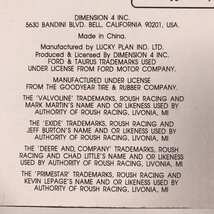 DIMENSION 4 INC.
5630 BANDINI BLVD. BELL, CALIFORNIA 90201, USA.
Made in China.
Manufactured by LUCKY PLAN IND. LTD.
Produced & Licensed by DIMENSION 4 INC.
FORD & TAURUS TRADEMARKS USED
UNDER LICENSE FROM FORD MOTOR COMPANY.
MANUFACTURED UNDER LICENSE
FROM THE GOODYEAR TIRE & RUBBER COMPANY.
THE "VALVOLINE" TRADEMARKS, ROUSH RACING AND
MARK MARTIN'S NAME AND OR LIKENESS USED BY
AUTHORITY OF ROUSH RACING, LIVONIA, MI
THE 'EXIDE' TRADEMARKS, ROUSH RACING AND
JEFF BURTON'S NAME AND OR LIKENESS USED BY
AUTHORITY OF ROUSH RACING, LIVONIA, MI
THE "DEERE AND COMPANY" TRADEMARKS, ROUSH
RACING AND CHAD LITTLE'S NAME AND OR LIKENESS
USED BY AUTHORITY OF ROUSH RACING, LIVONIA, MI
THE "PRIMESTAR" TRADEMARKS, ROUSH RACING AND
KEVIN LEPAGE'S NAME AND OR LIKENESS USED BY
AUTHORITY OF ROUSH RACING, LIVONIA, MI